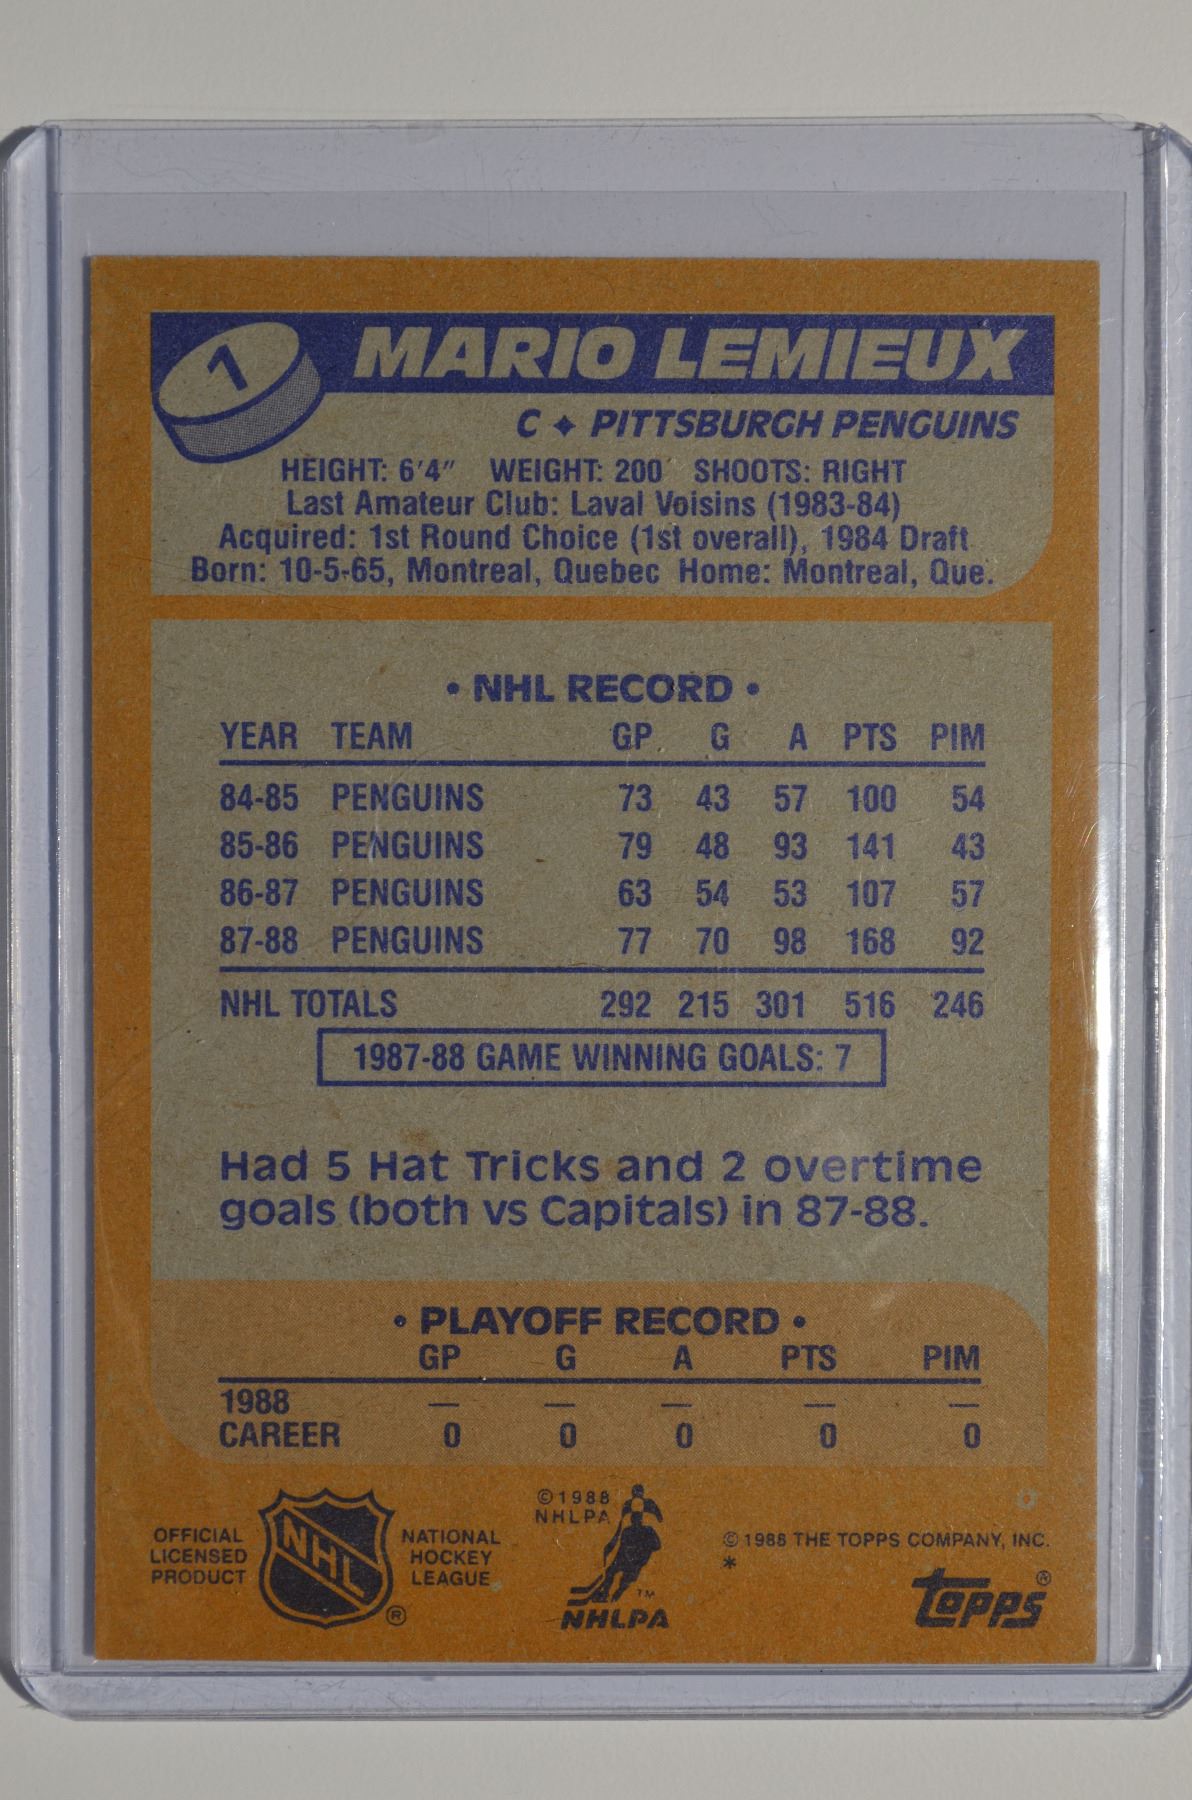 1
MARIO LEMIEUX
C ✦ PITTSBURGH PENGUINS
HEIGHT: 6'4" WEIGHT: 200 SHOOTS: RIGHT
Last Amateur Club: Laval Voisins (1983-84)
Acquired: 1st Round Choice (1st overall), 1984 Draft
Born: 10-5-65, Montreal, Quebec Home: Montreal, Que.
• NHL RECORD •
YEAR TEAM GP G A PTS PIM
84-85 PENGUINS 73 43 57 100 54
85-86 PENGUINS 79 48 93 141 43
86-87 PENGUINS 63 54 53 107 57
87-88 PENGUINS 77 70 98 168 92
NHL TOTALS 292 215 301 516 246
1987-88 GAME WINNING GOALS: 7
Had 5 Hat Tricks and 2 overtime
goals (both vs Capitals) in 87-88.
• PLAYOFF RECORD •
GP G A PTS PIM
1988 — — — — —
CAREER 0 0 0 0 0
OFFICIAL
LICENSED
PRODUCT
NHL
®
NATIONAL
HOCKEY
LEAGUE
©1988
NHLPA
TM
NHLPA
©1988 THE TOPPS COMPANY, INC.
*
topps®